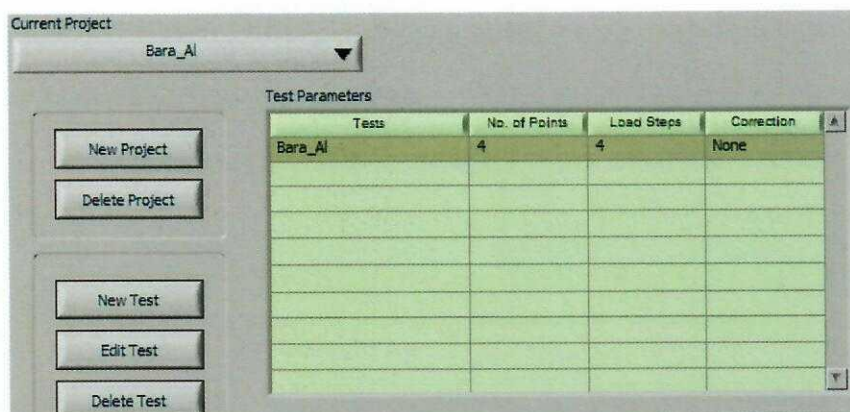 Current Project
Bara_Al
Test Parameters
Tests No. of Points Load Steps Correction
Bara_Al 4 4 None
New Project
Delete Project
New Test
Edit Test
Delete Test